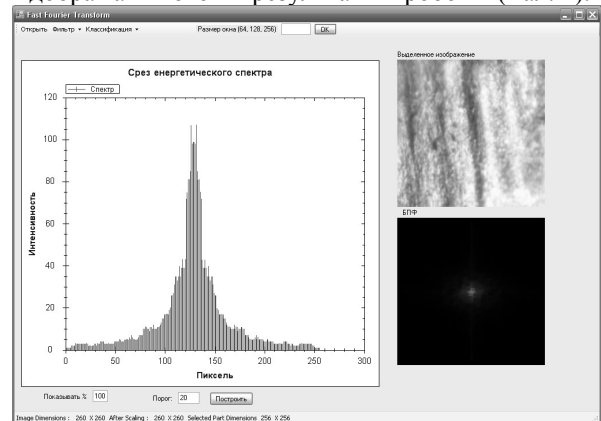 Fast Fourier Transform
Открыть Фильтр Классификация Размер окна (64, 128, 256) OK
Выделенное изображение
Срез енергетического спектра
Спектр
Интенсивность
120
100
80
60
40
20
0
0 50 100 150 200 250 300
Пиксель
БПФ
Показывать % 100 Порог: 20 Построить
Image Dimensions : 260 X 260 After Scaling : 260 X 260 Selected Part Dimensions 256 X 256